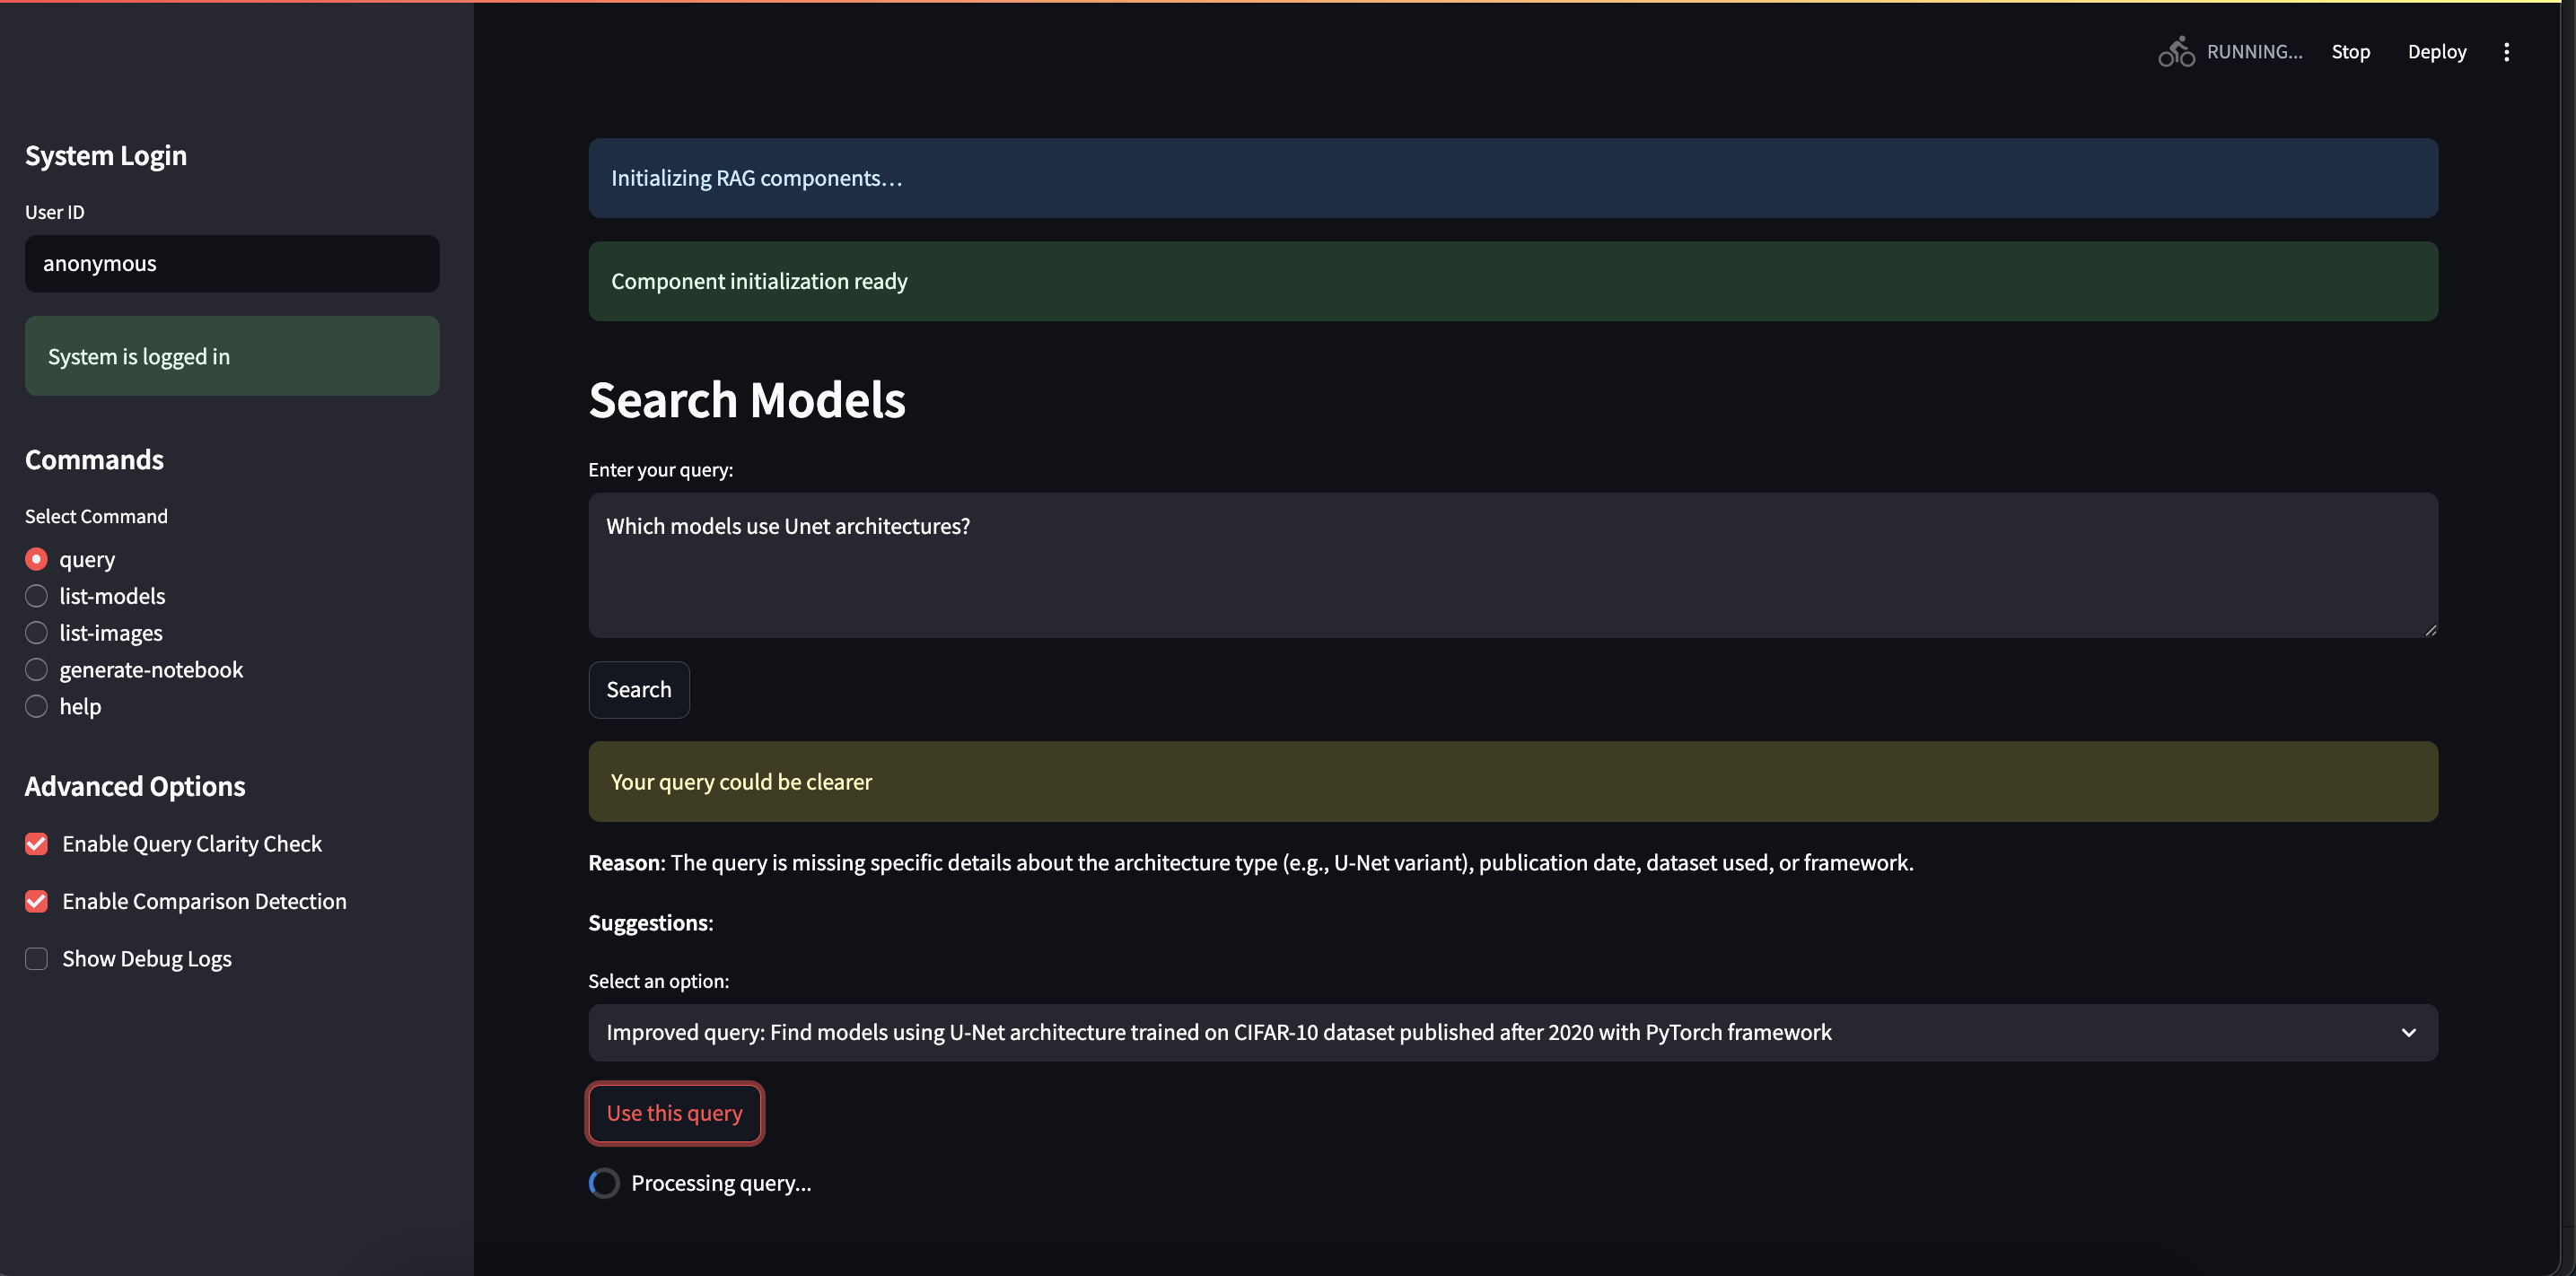 RUNNING...
Stop
Deploy
System Login
User ID
anonymous
System is logged in
Commands
Select Command
query
list-models
list-images
generate-notebook
help
Advanced Options
Enable Query Clarity Check
Enable Comparison Detection
Show Debug Logs
Initializing RAG components...
Component initialization ready
Search Models
Enter your query:
Which models use Unet architectures?
Search
Your query could be clearer
Reason: The query is missing specific details about the architecture type (e.g., U-Net variant), publication date, dataset used, or framework.
Suggestions:
Select an option:
Improved query: Find models using U-Net architecture trained on CIFAR-10 dataset published after 2020 with PyTorch framework
Use this query
Processing query...